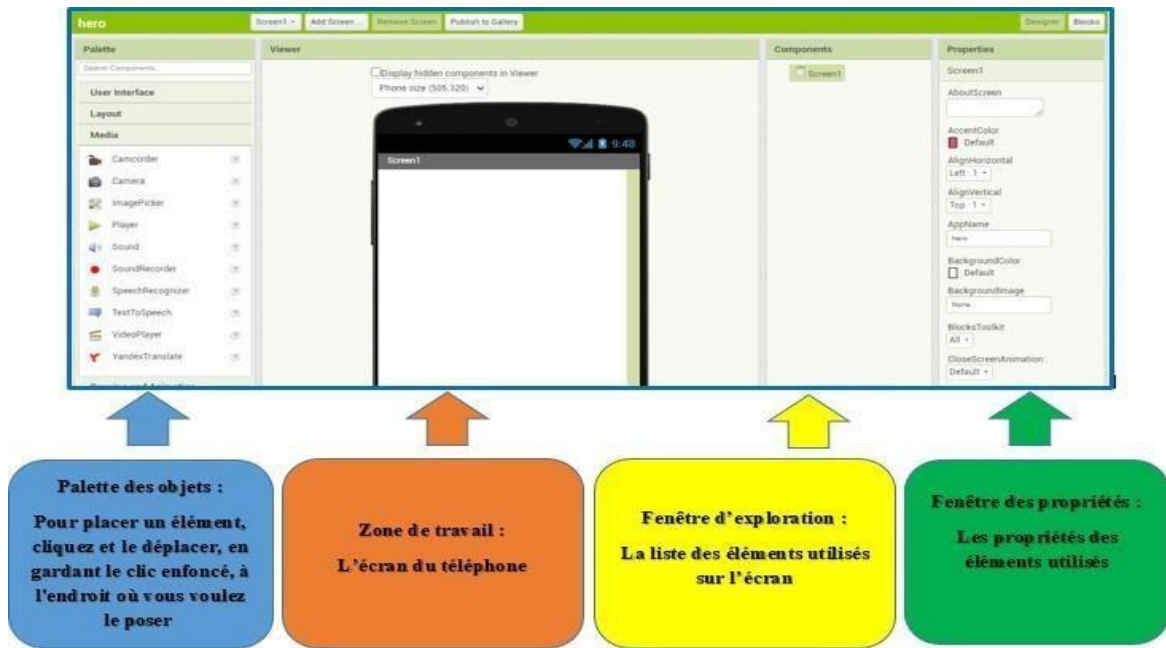 hero
Screen1
Add Screen ...
Remove Screen
Publish to Gallery
Designer
Blocks
Palette
Search Components...
User Interface
Layout
Media
Camcorder
Camera
ImagePicker
Player
Sound
SoundRecorder
SpeechRecognizer
TextToSpeech
VideoPlayer
YandexTranslate
Drawing and Animation
Viewer
Display hidden components in Viewer
Phone size (505,320)
9:48
Screen1
Components
Screen1
Properties
Screen1
AboutScreen
AccentColor
Default
AlignHorizontal
Left : 1
AlignVertical
Top : 1
AppName
hero
BackgroundColor
Default
BackgroundImage
None...
BlocksToolkit
All
CloseScreenAnimation
Default
Palette des objets :
Pour placer un élément,
cliquez et le déplacer, en
gardant le clic enfoncé, à
l'endroit où vous voulez
le poser
Zone de travail :
L'écran du téléphone
Fenêtre d'exploration :
La liste des éléments utilisés
sur l'écran
Fenêtre des propriétés :
Les propriétés des
éléments utilisés